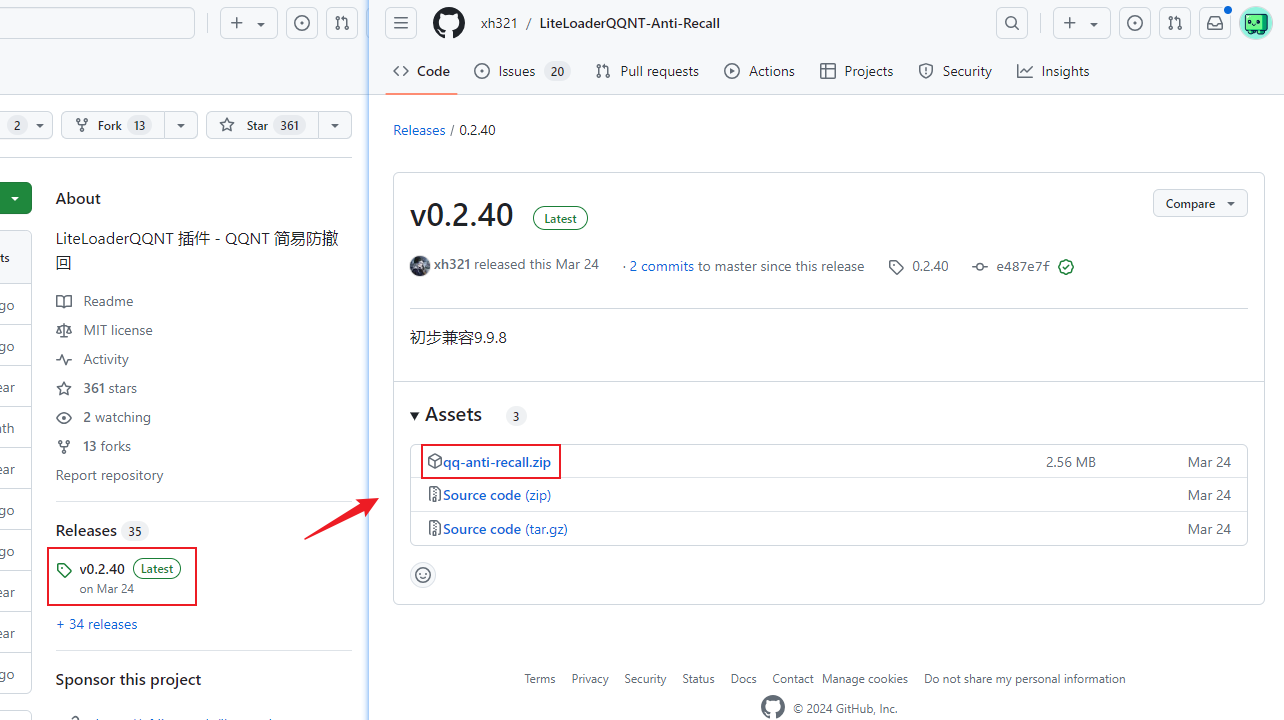 xh321 / LiteLoaderQQNT-Anti-Recall
Code
Issues 20
Pull requests
Actions
Projects
Security
Insights
2
Fork 13
Star 361
About
LiteLoaderQQNT 插件 - QQNT 简易防撤
回
Readme
MIT license
Activity
361 stars
2 watching
13 forks
Report repository
Releases 35
v0.2.40 Latest
on Mar 24
+ 34 releases
Sponsor this project
ts
go
go
ear
th
ear
go
go
ear
ear
go
Releases / 0.2.40
v0.2.40 Latest
Compare
xh321 released this Mar 24 · 2 commits to master since this release 0.2.40 e487e7f
初步兼容9.9.8
Assets 3
qq-anti-recall.zip 2.56 MB Mar 24
Source code (zip) Mar 24
Source code (tar.gz) Mar 24
Terms Privacy Security Status Docs Contact Manage cookies Do not share my personal information
© 2024 GitHub, Inc.